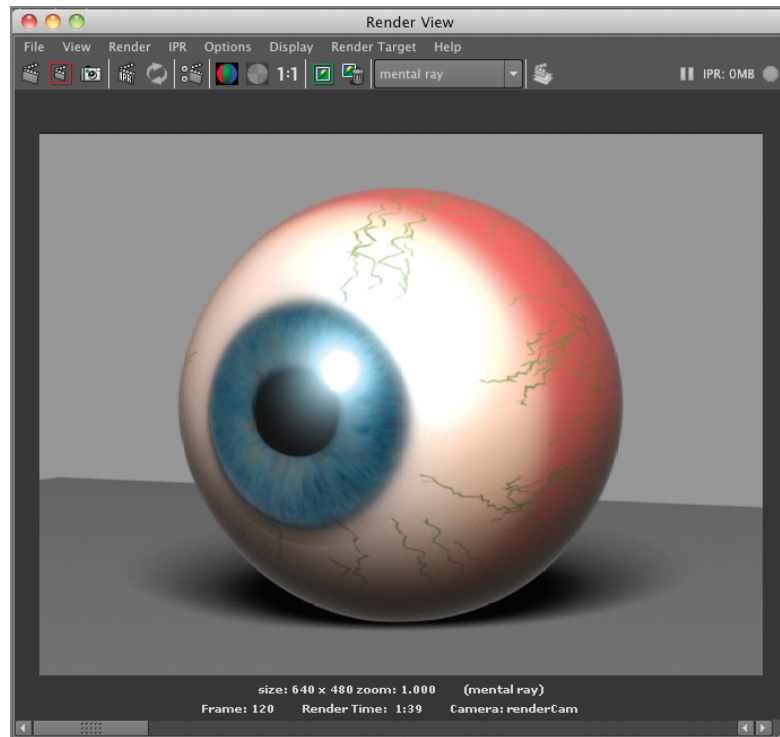 Render View
File View Render IPR Options Display Render Target Help
IPR 1:1 mental ray IPR: 0MB
size: 640 x 480 zoom: 1.000 (mental ray)
Frame: 120 Render Time: 1:39 Camera: renderCam